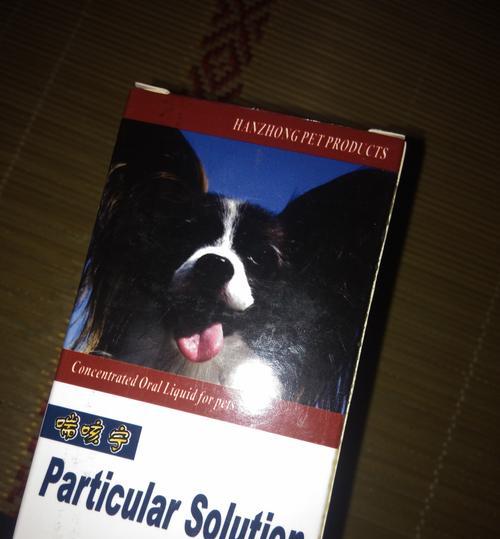 HANZHONG PET PRODUCTS
Concentrated Oral Liquid for pets
喘咳宁
Particular Solution